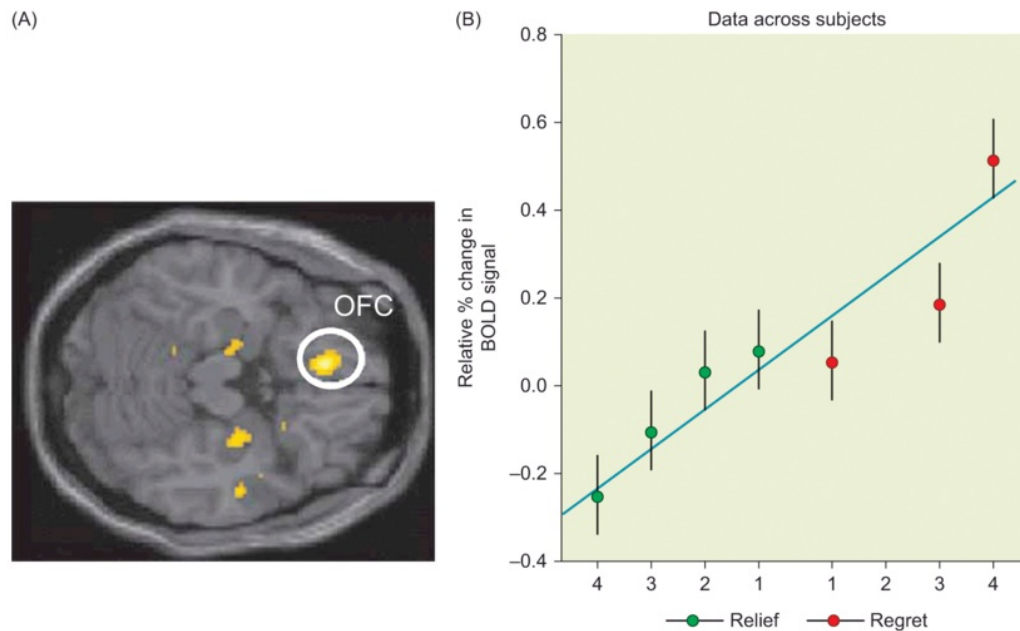 (A)
OFC
(B)
Data across subjects
Relative % change in
BOLD signal
0.8
0.6
0.4
0.2
0.0
–0.2
–0.4
4 3 2 1 1 2 3 4
Relief Regret